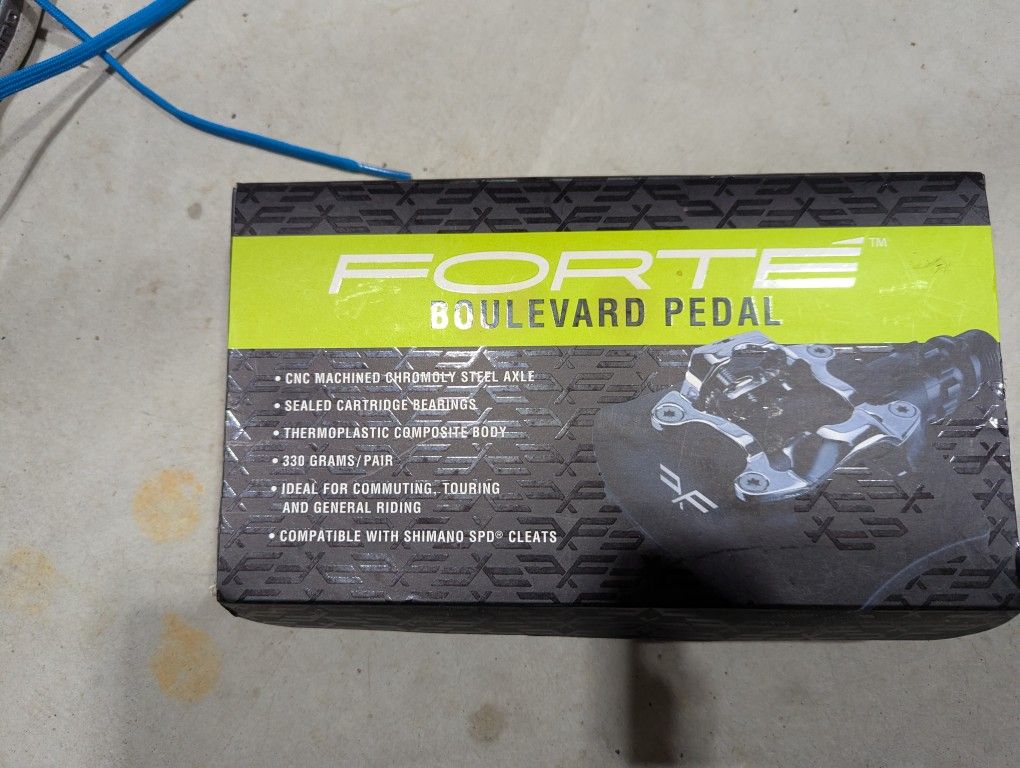 FORTÉ™
BOULEVARD PEDAL
• CNC MACHINED CHROMOLY STEEL AXLE
• SEALED CARTRIDGE BEARINGS
• THERMOPLASTIC COMPOSITE BODY
• 330 GRAMS/PAIR
• IDEAL FOR COMMUTING, TOURING
AND GENERAL RIDING
• COMPATIBLE WITH SHIMANO SPD® CLEATS